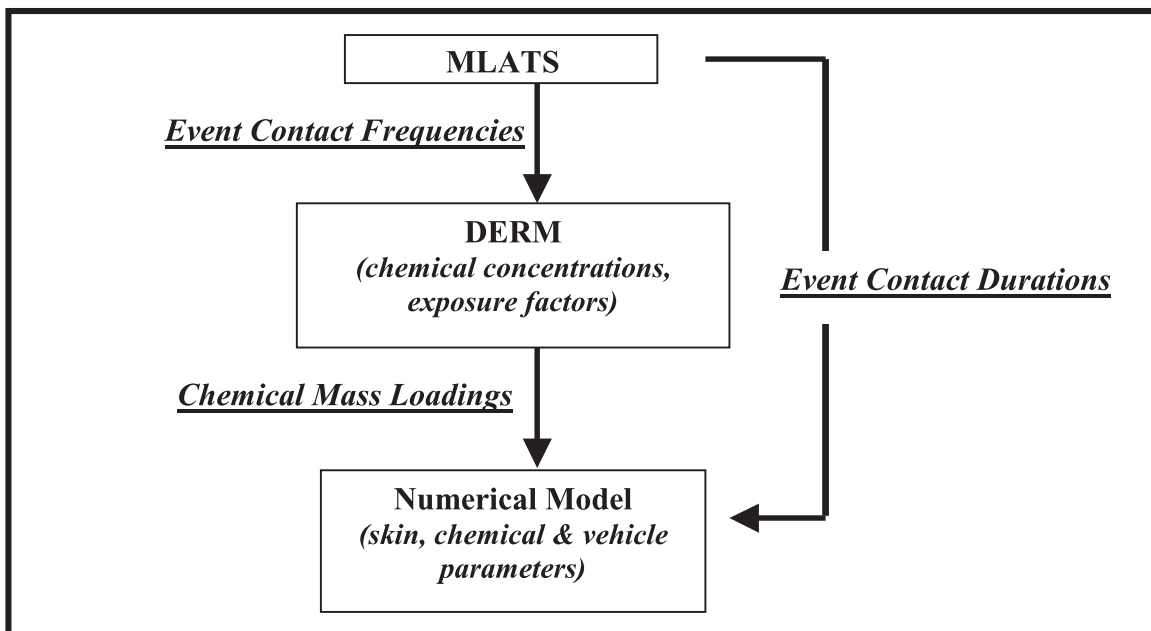 MLATS
Event Contact Frequencies
DERM
(chemical concentrations,
exposure factors)
Event Contact Durations
Chemical Mass Loadings
Numerical Model
(skin, chemical & vehicle
parameters)